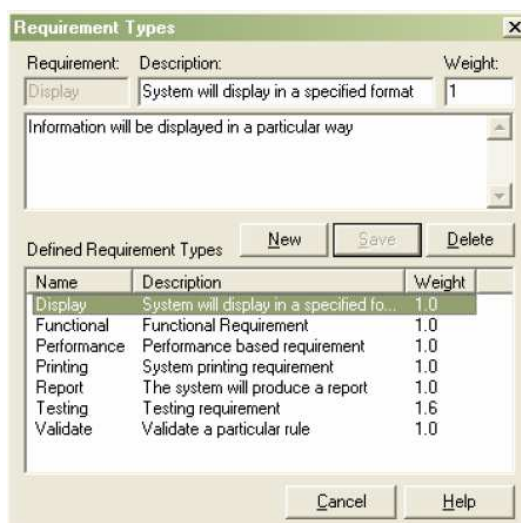 Requirement Types
Requirement: Description: Weight:
Display System will display in a specified format 1
Information will be displayed in a particular way
New Save Delete
Defined Requirement Types
Name Description Weight
Display System will display in a specified fo... 1.0
Functional Functional Requirement 1.0
Performance Performance based requirement 1.0
Printing System printing requirement 1.0
Report The system will produce a report 1.0
Testing Testing requirement 1.6
Validate Validate a particular rule 1.0
Cancel Help